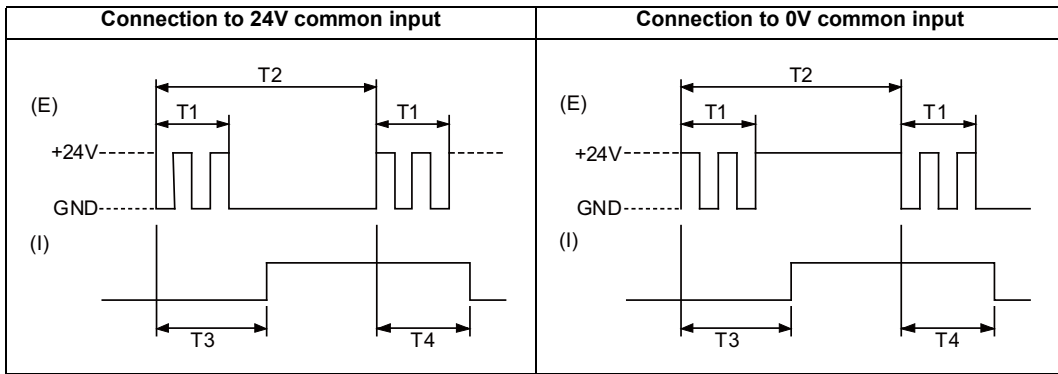 Connection to 24V common input
Connection to 0V common input
T2
(E)
T1
T1
+24V
GND
(I)
T3
T4
T2
(E)
T1
T1
+24V
GND
(I)
T3
T4